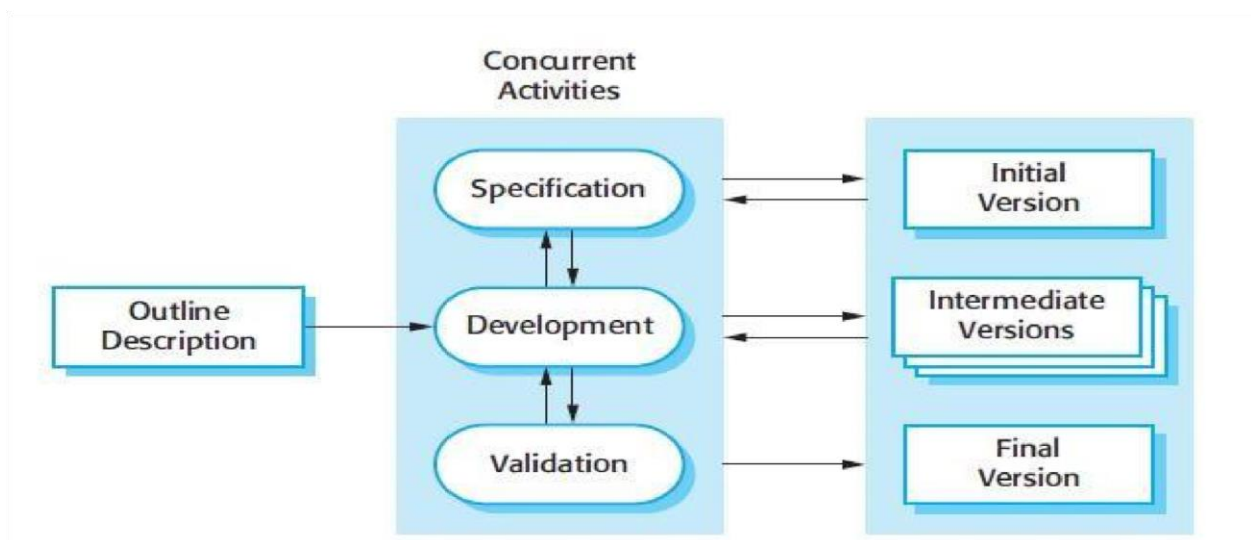 Concurrent
Activities
Specification
Initial
Version
Outline
Description
Development
Intermediate
Versions
Validation
Final
Version